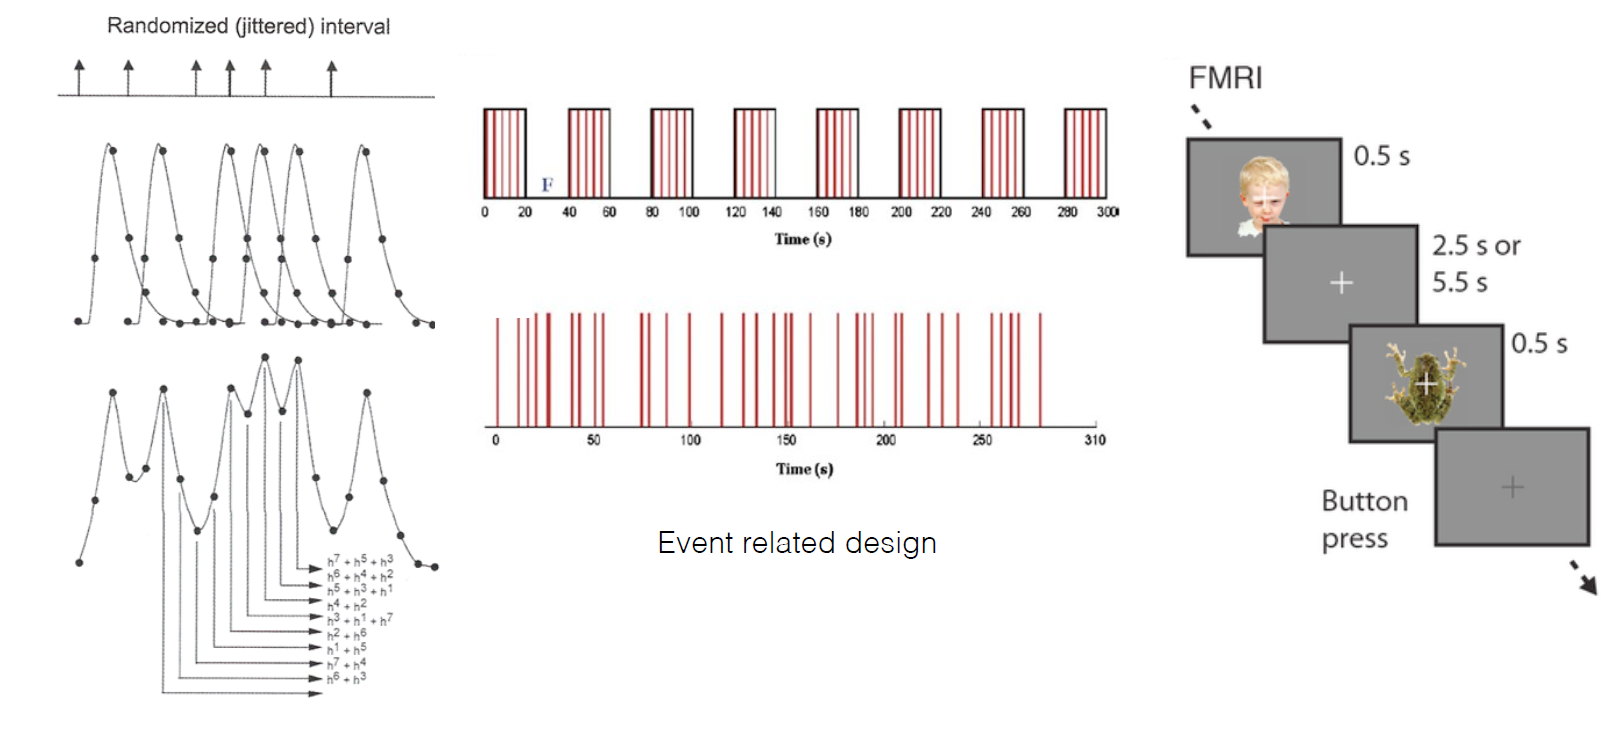 Randomized (jittered) interval
h7 + h5 + h3
h6 + h4 + h2
h5 + h3 + h1
h4 + h2
h3 + h1 + h7
h2 + h6
h1 + h5
h7 + h4
h6 + h3
F
0 20 40 60 80 100 120 140 160 180 200 220 240 260 280 300
Time (s)
0 50 100 150 200 250 310
Time (s)
Event related design
FMRI
0.5 s
2.5 s or
5.5 s
0.5 s
Button
press